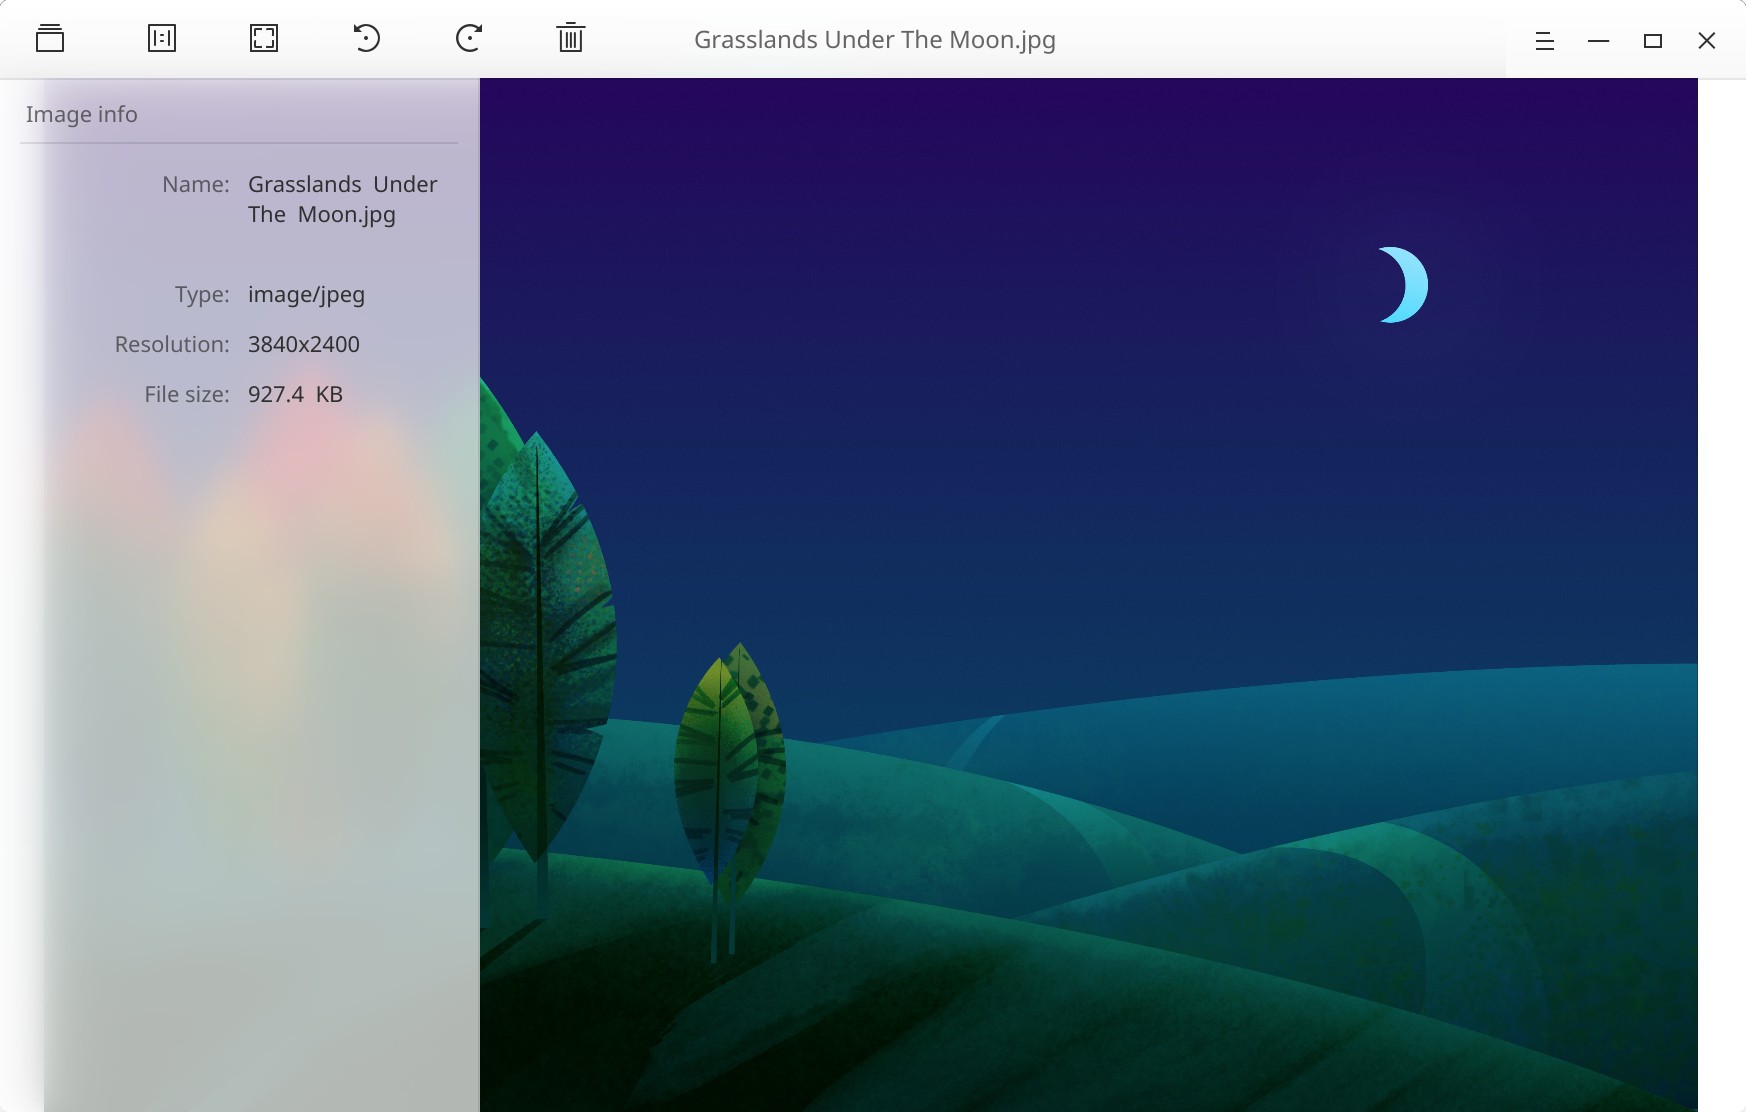 Grasslands Under The Moon.jpg
Image info
Name: Grasslands Under
The Moon.jpg
Type: image/jpeg
Resolution: 3840x2400
File size: 927.4 KB